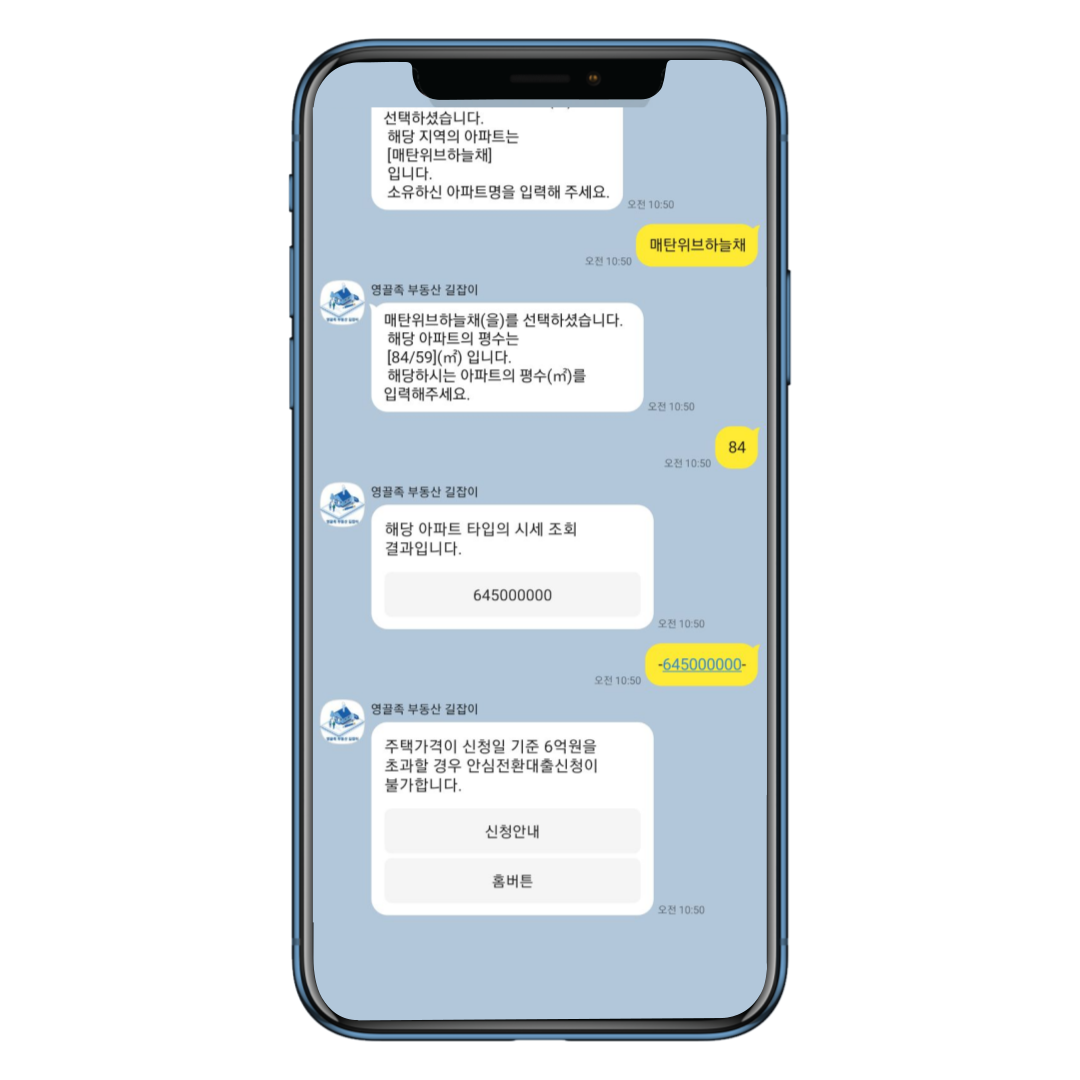 선택하셨습니다.
해당 지역의 아파트는
[매탄위브하늘채]
입니다.
소유하신 아파트명을 입력해 주세요.
오전 10:50
매탄위브하늘채
오전 10:50
영끌족 부동산 길잡이
매탄위브하늘채(을)를 선택하셨습니다.
해당 아파트의 평수는
[84/59](㎡) 입니다.
해당하시는 아파트의 평수(㎡)를
입력해주세요.
오전 10:50
84
오전 10:50
영끌족 부동산 길잡이
해당 아파트 타입의 시세 조회
결과입니다.
645000000
오전 10:50
-645000000-
오전 10:50
영끌족 부동산 길잡이
주택가격이 신청일 기준 6억원을
초과할 경우 안심전환대출신청이
불가합니다.
신청안내
홈버튼
오전 10:50